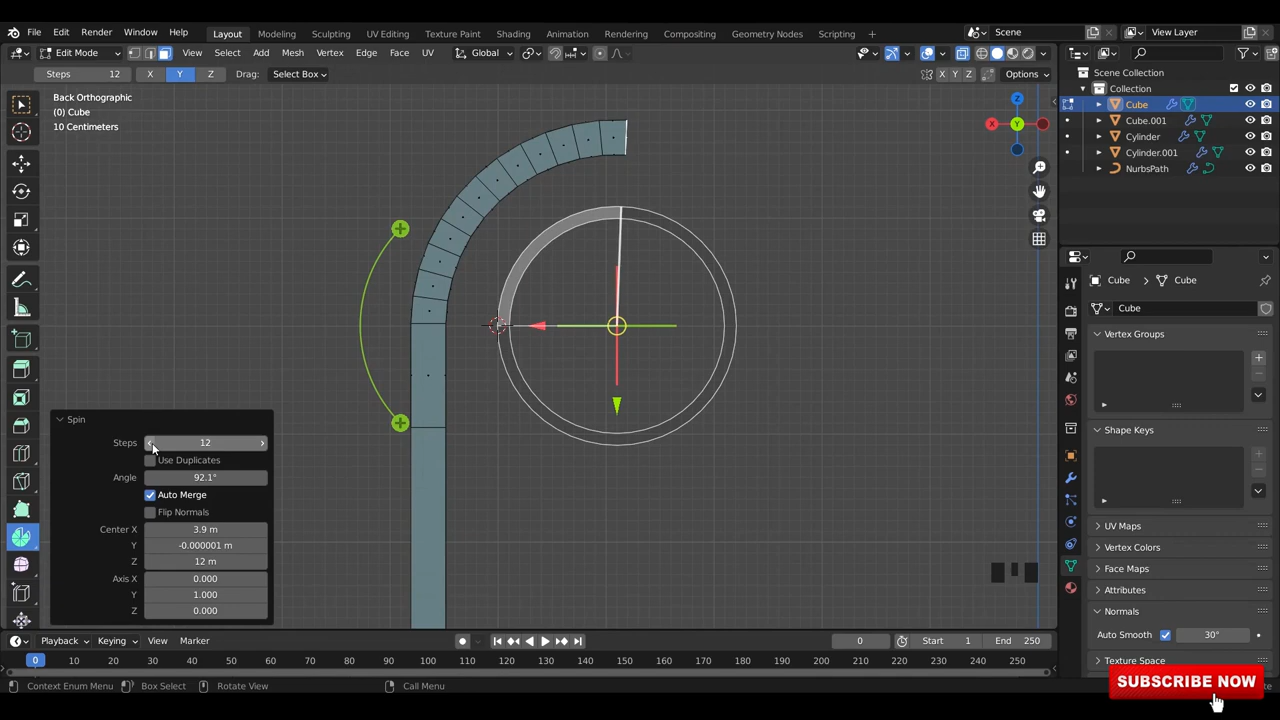 File Edit Render Window Help Layout Modeling Sculpting UV Editing Texture Paint Shading Animation Rendering Compositing Geometry Nodes Scripting + Scene View Layer
Edit Mode View Select Add Mesh Vertex Edge Face UV Global
Steps 12 X Y Z Drag: Select Box X Y Z Options
Back Orthographic
(0) Cube
10 Centimeters
Z
X
Y
Scene Collection
Collection
Cube
Cube.001
Cylinder
Cylinder.001
NurbsPath
Cube Cube
Cube
Vertex Groups
Shape Keys
UV Maps
Vertex Colors
Face Maps
Attributes
Normals
Auto Smooth 30°
Texture Space
Spin
Steps 12
Use Duplicates
Angle 92.1°
Auto Merge
Flip Normals
Center X 3.9 m
Y -0.000001 m
Z 12 m
Axis X 0.000
Y 1.000
Z 0.000
Playback Keying View Marker 0 Start 1 End 250
0 10 20 30 40 50 60 70 80 90 100 110 120 130 140 150 160 170 180 190 200 210 220 230 240 250
Context Enum Menu Box Select Rotate View Call Menu
SUBSCRIBE NOW